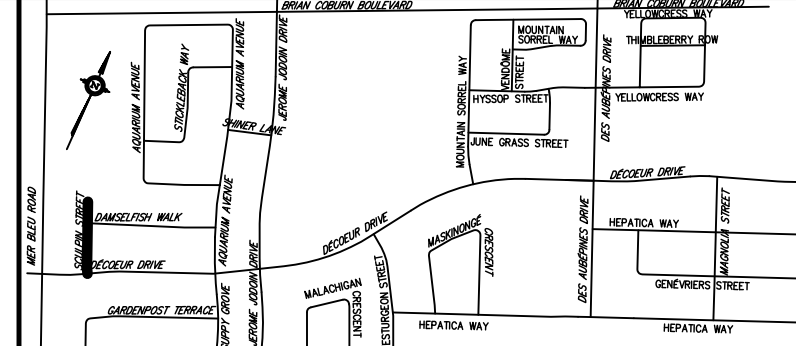 BRIAN COBURN BOULEVARD
BRIAN COBURN BOULEVARD
YELLOWCRESS WAY
MOUNTAIN
SORREL WAY
THIMBLEBERRY ROW
AQUARIUM AVENUE
STICKLEBACK WAY
AQUARIUM AVENUE
JEROME JODOIN DRIVE
MOUNTAIN SORREL WAY
VENDÔME
STREET
DES AUBÉPINES DRIVE
N
HYSSOP STREET
YELLOWCRESS WAY
SHINER LANE
JUNE GRASS STREET
DÉCOEUR DRIVE
MER BLEU ROAD
SCULPIN STREET
DAMSELFISH WALK
AQUARIUM AVENUE
DÉCOEUR DRIVE
MASKINONGÉ
CRESCENT
DES AUBÉPINES DRIVE
HEPATICA WAY
MAGNOLIA STREET
DÉCOEUR DRIVE
JEROME JODOIN DRIVE
GENÉVRIERS STREET
MALACHIGAN
CRESCENT
ESTURGEON STREET
GARDENPOST TERRACE
GUPPY GROVE
HEPATICA WAY
HEPATICA WAY